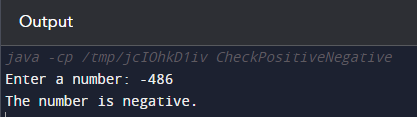 Output
java -cp /tmp/jcIOhkD1iv CheckPositiveNegative
Enter a number: -486
The number is negative.